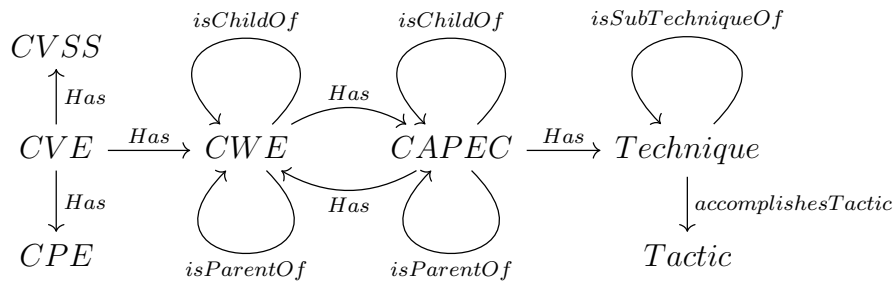 isChildOf isChildOf isSubTechniqueOf
CVSS
Has Has
CVE Has CWE CAPEC Has Technique
Has Has accomplishesTactic
CPE Tactic
isParentOf isParentOf